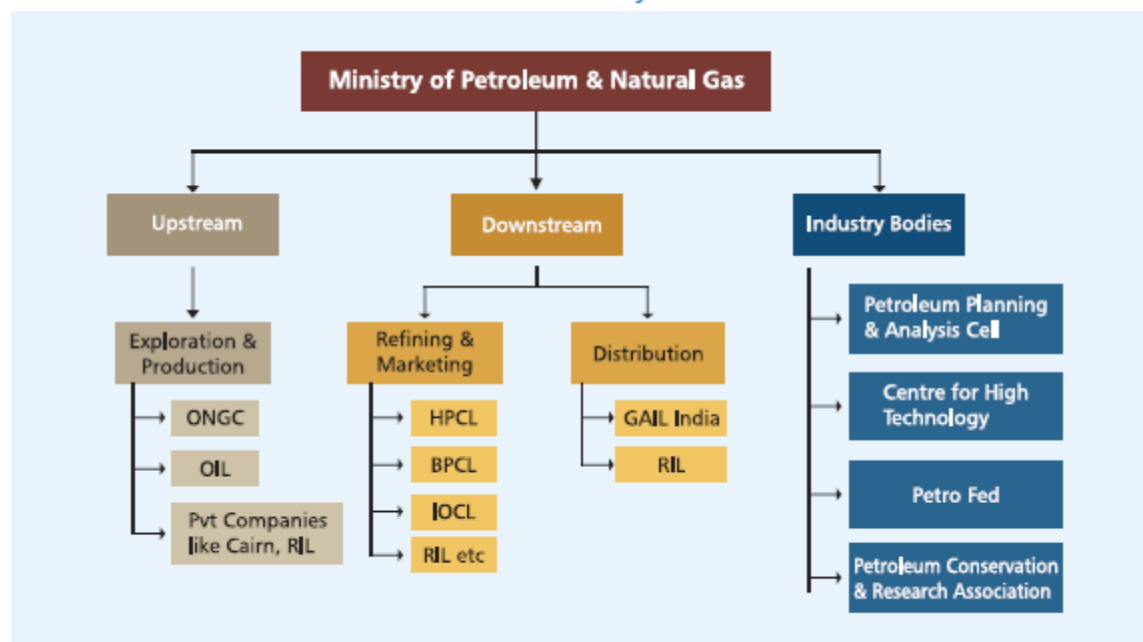 Ministry of Petroleum & Natural Gas
Upstream
Downstream
Industry Bodies
Exploration &
Production
ONGC
OIL
Pvt Companies
like Cairn, RIL
Refining &
Marketing
HPCL
BPCL
IOCL
RIL etc
Distribution
GAIL India
RIL
Petroleum Planning
& Analysis Cell
Centre for High
Technology
Petro Fed
Petroleum Conservation
& Research Association